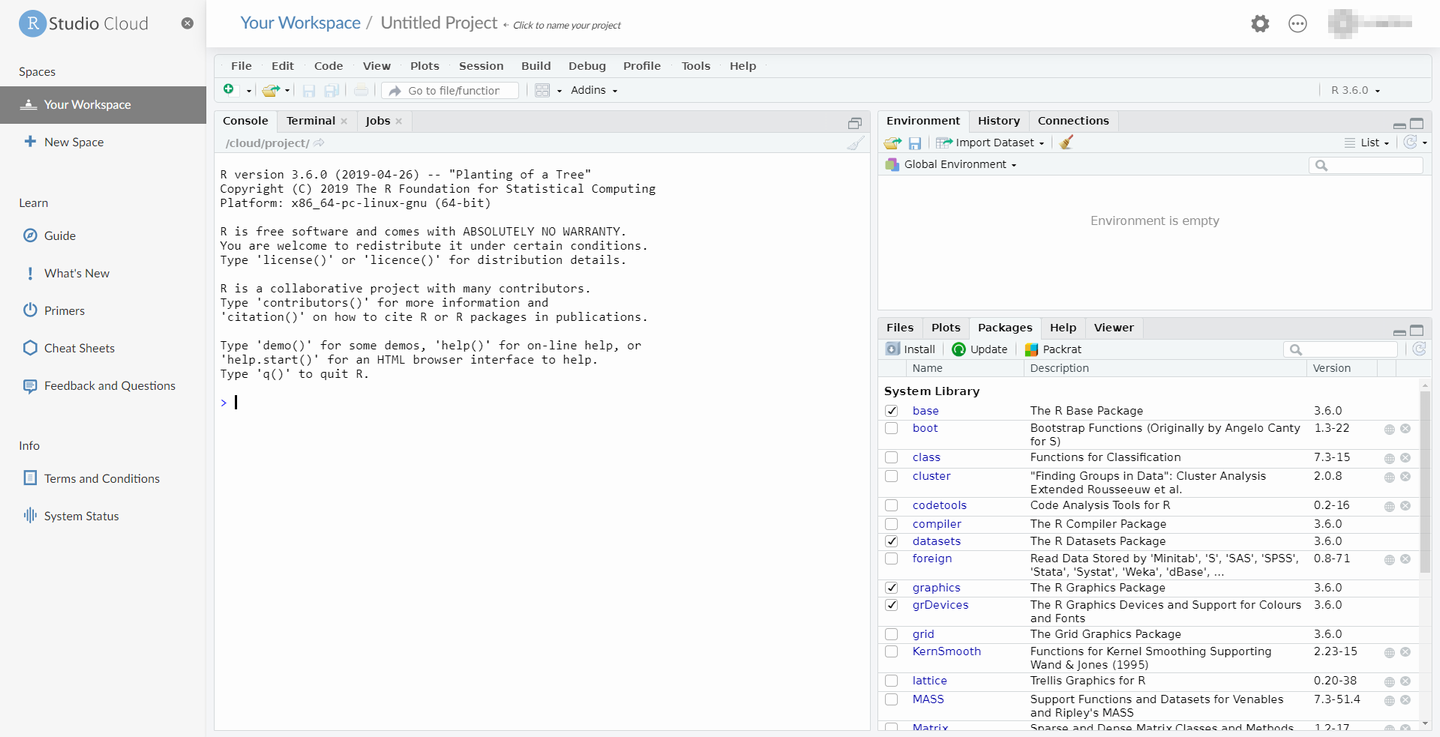 R Studio Cloud
Spaces
Your Workspace
New Space
Learn
Guide
What's New
Primers
Cheat Sheets
Feedback and Questions
Info
Terms and Conditions
System Status
Your Workspace / Untitled Project Click to name your project
File Edit Code View Plots Session Build Debug Profile Tools Help
Go to file/function Addins R 3.6.0
Console Terminal Jobs
/cloud/project/
R version 3.6.0 (2019-04-26) -- "Planting of a Tree"
Copyright (C) 2019 The R Foundation for Statistical Computing
Platform: x86_64-pc-linux-gnu (64-bit)
R is free software and comes with ABSOLUTELY NO WARRANTY.
You are welcome to redistribute it under certain conditions.
Type 'license()' or 'licence()' for distribution details.
R is a collaborative project with many contributors.
Type 'contributors()' for more information and
'citation()' on how to cite R or R packages in publications.
Type 'demo()' for some demos, 'help()' for on-line help, or
'help.start()' for an HTML browser interface to help.
Type 'q()' to quit R.
>
Environment History Connections
Import Dataset List
Global Environment
Environment is empty
Files Plots Packages Help Viewer
Install Update Packrat
Name Description Version
System Library
base The R Base Package 3.6.0
boot Bootstrap Functions (Originally by Angelo Canty 1.3-22
for S)
class Functions for Classification 7.3-15
cluster "Finding Groups in Data": Cluster Analysis 2.0.8
Extended Rousseeuw et al.
codetools Code Analysis Tools for R 0.2-16
compiler The R Compiler Package 3.6.0
datasets The R Datasets Package 3.6.0
foreign Read Data Stored by 'Minitab', 'S', 'SAS', 'SPSS', 0.8-71
'Stata', 'Systat', 'Weka', 'dBase', ...
graphics The R Graphics Package 3.6.0
grDevices The R Graphics Devices and Support for Colours 3.6.0
and Fonts
grid The Grid Graphics Package 3.6.0
KernSmooth Functions for Kernel Smoothing Supporting 2.23-15
Wand & Jones (1995)
lattice Trellis Graphics for R 0.20-38
MASS Support Functions and Datasets for Venables 7.3-51.4
and Ripley's MASS
Matrix Sparse and Dense Matrix Classes and Methods 1.2-17